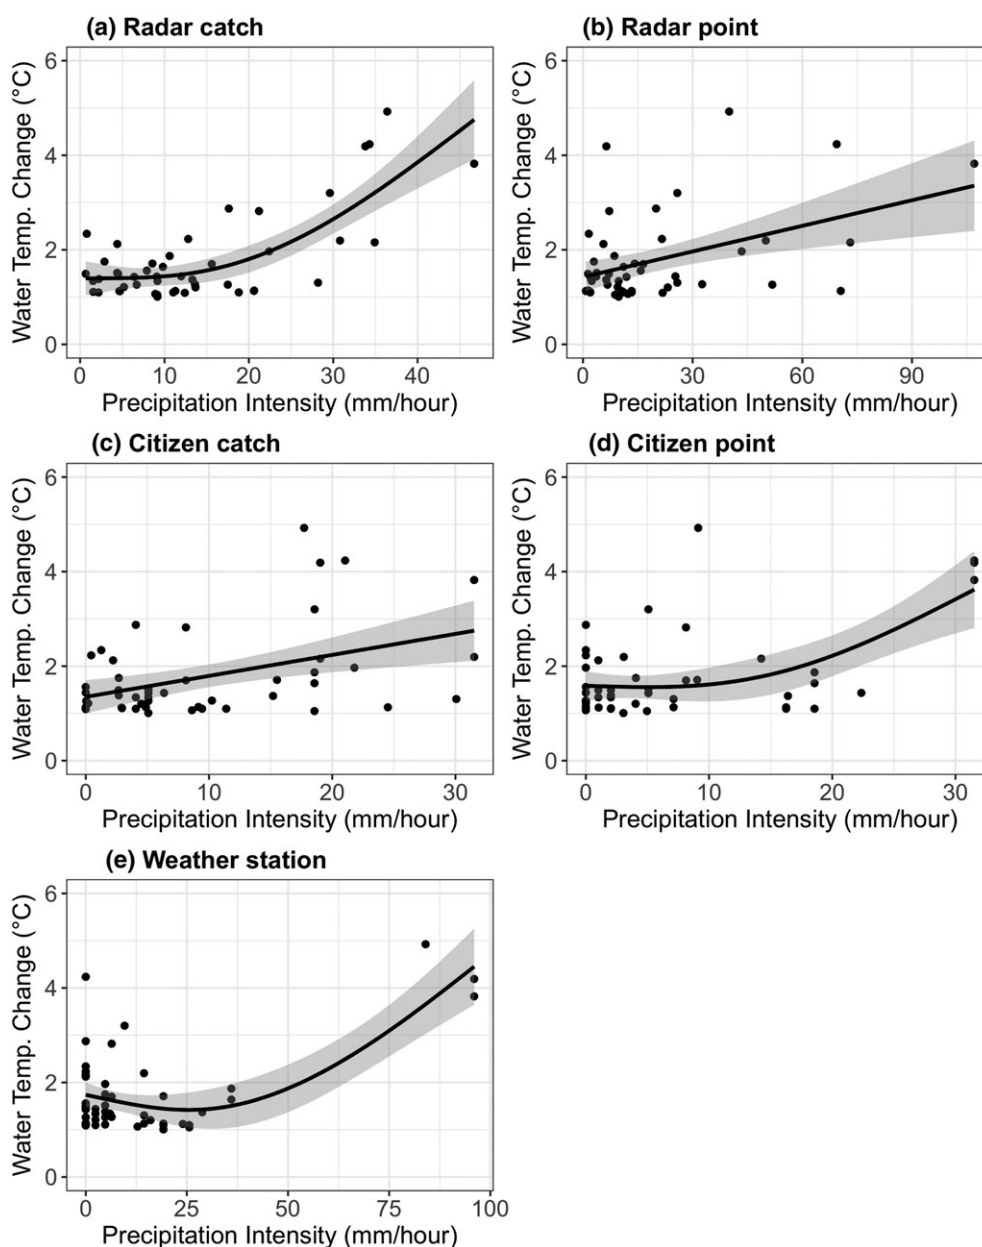 (a) Radar catch
(b) Radar point
Water Temp. Change (°C)
6
4
2
0
0 10 20 30 40
Precipitation Intensity (mm/hour)
Water Temp. Change (°C)
6
4
2
0
0 30 60 90
Precipitation Intensity (mm/hour)
(c) Citizen catch
(d) Citizen point
Water Temp. Change (°C)
6
4
2
0
0 10 20 30
Precipitation Intensity (mm/hour)
Water Temp. Change (°C)
6
4
2
0
0 10 20 30
Precipitation Intensity (mm/hour)
(e) Weather station
Water Temp. Change (°C)
6
4
2
0
0 25 50 75 100
Precipitation Intensity (mm/hour)